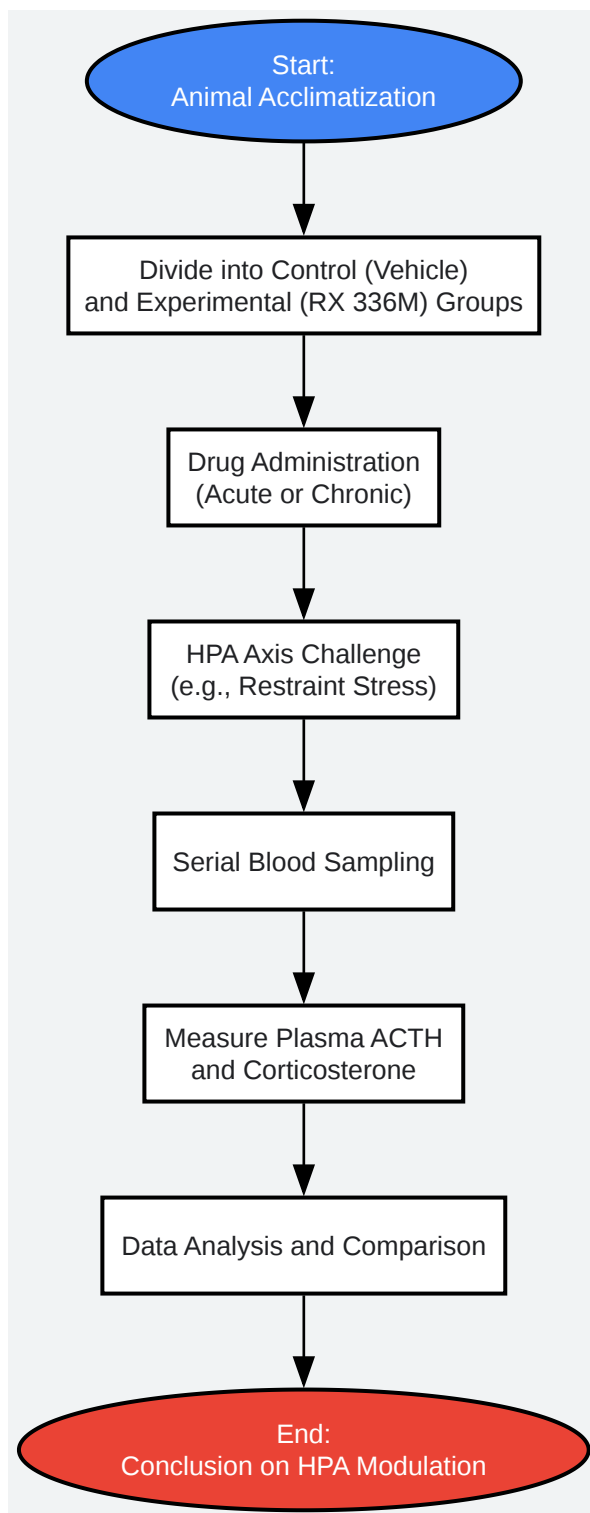 Start:
Animal Acclimatization
Divide into Control (Vehicle)
and Experimental (RX 336M) Groups
Drug Administration
(Acute or Chronic)
HPA Axis Challenge
(e.g., Restraint Stress)
Serial Blood Sampling
Measure Plasma ACTH
and Corticosterone
Data Analysis and Comparison
End:
Conclusion on HPA Modulation